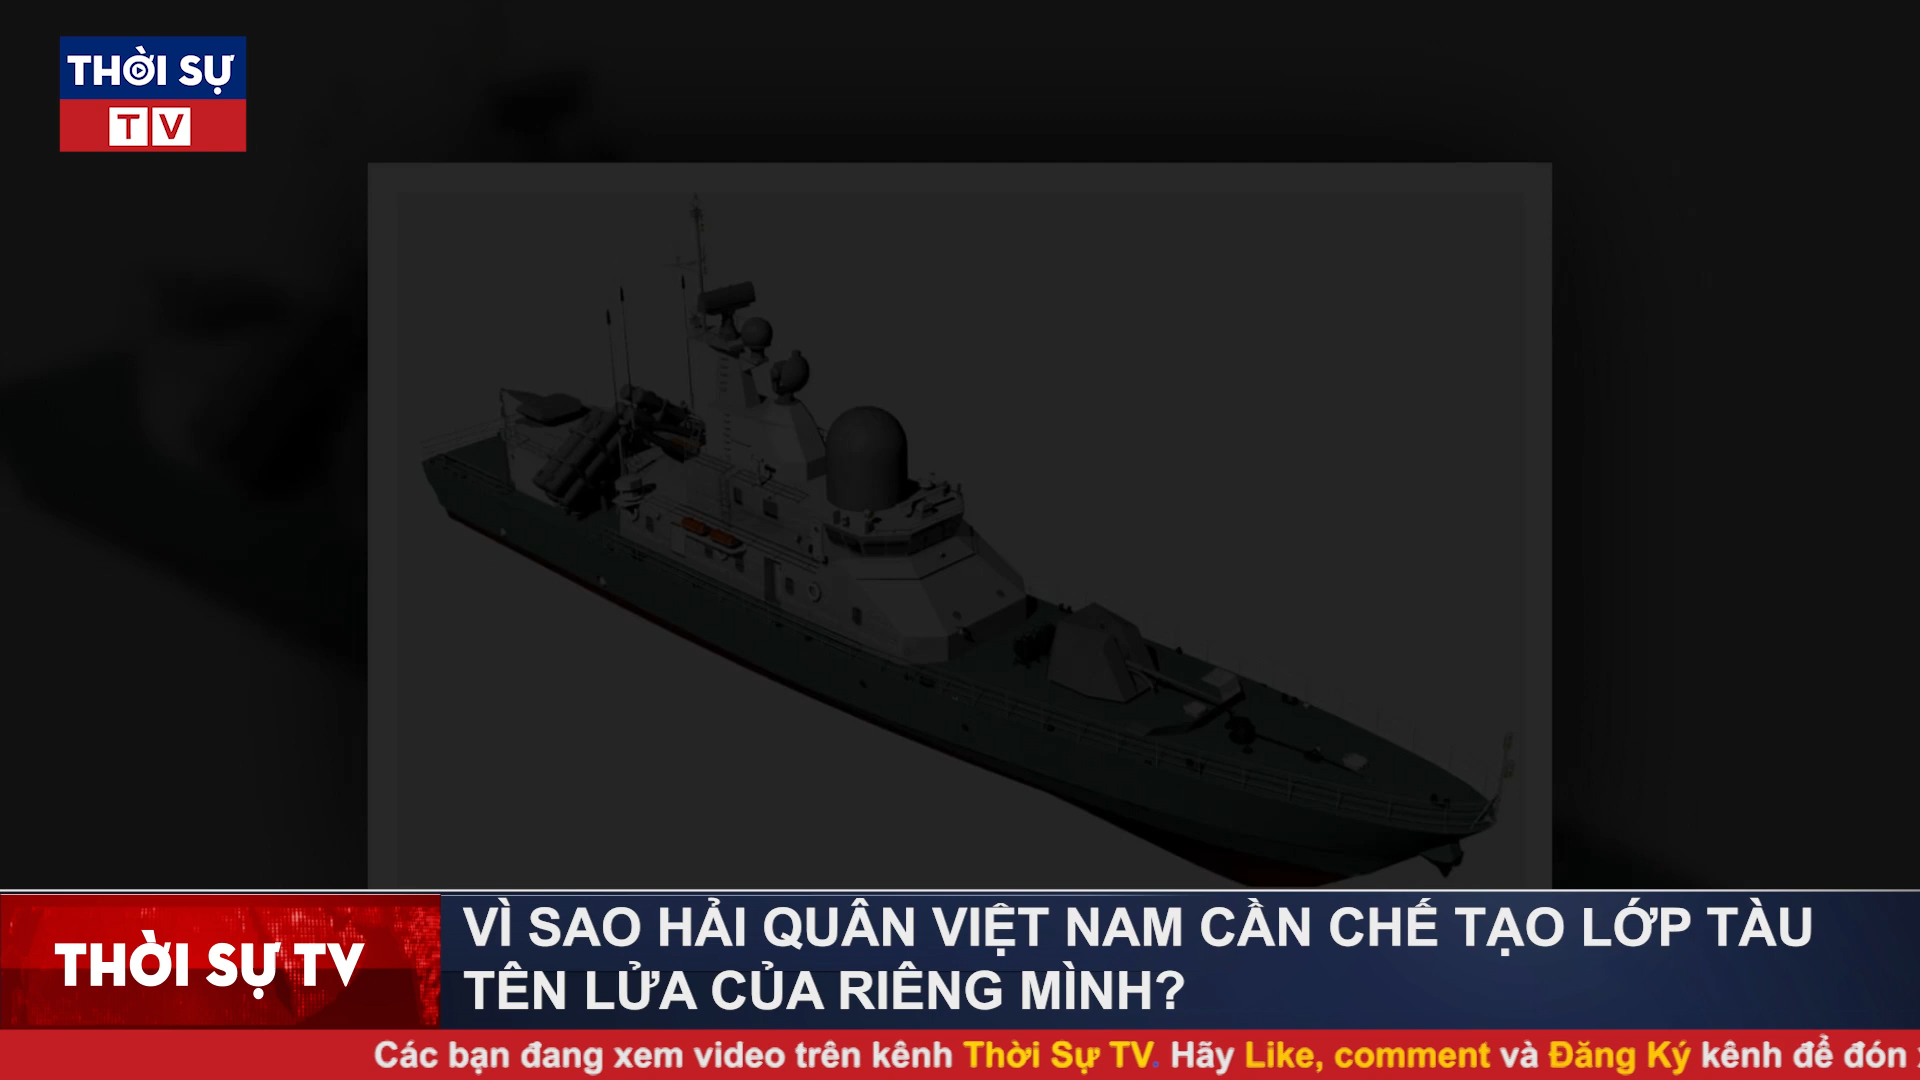 THỜI SỰ
TV
VÌ SAO HẢI QUÂN VIỆT NAM CẦN CHẾ TẠO LỚP TÀU
TÊN LỬA CỦA RIÊNG MÌNH?
THỜI SỰ TV
Các bạn đang xem video trên kênh Thời Sự TV. Hãy Like, comment và Đăng Ký kênh để đón